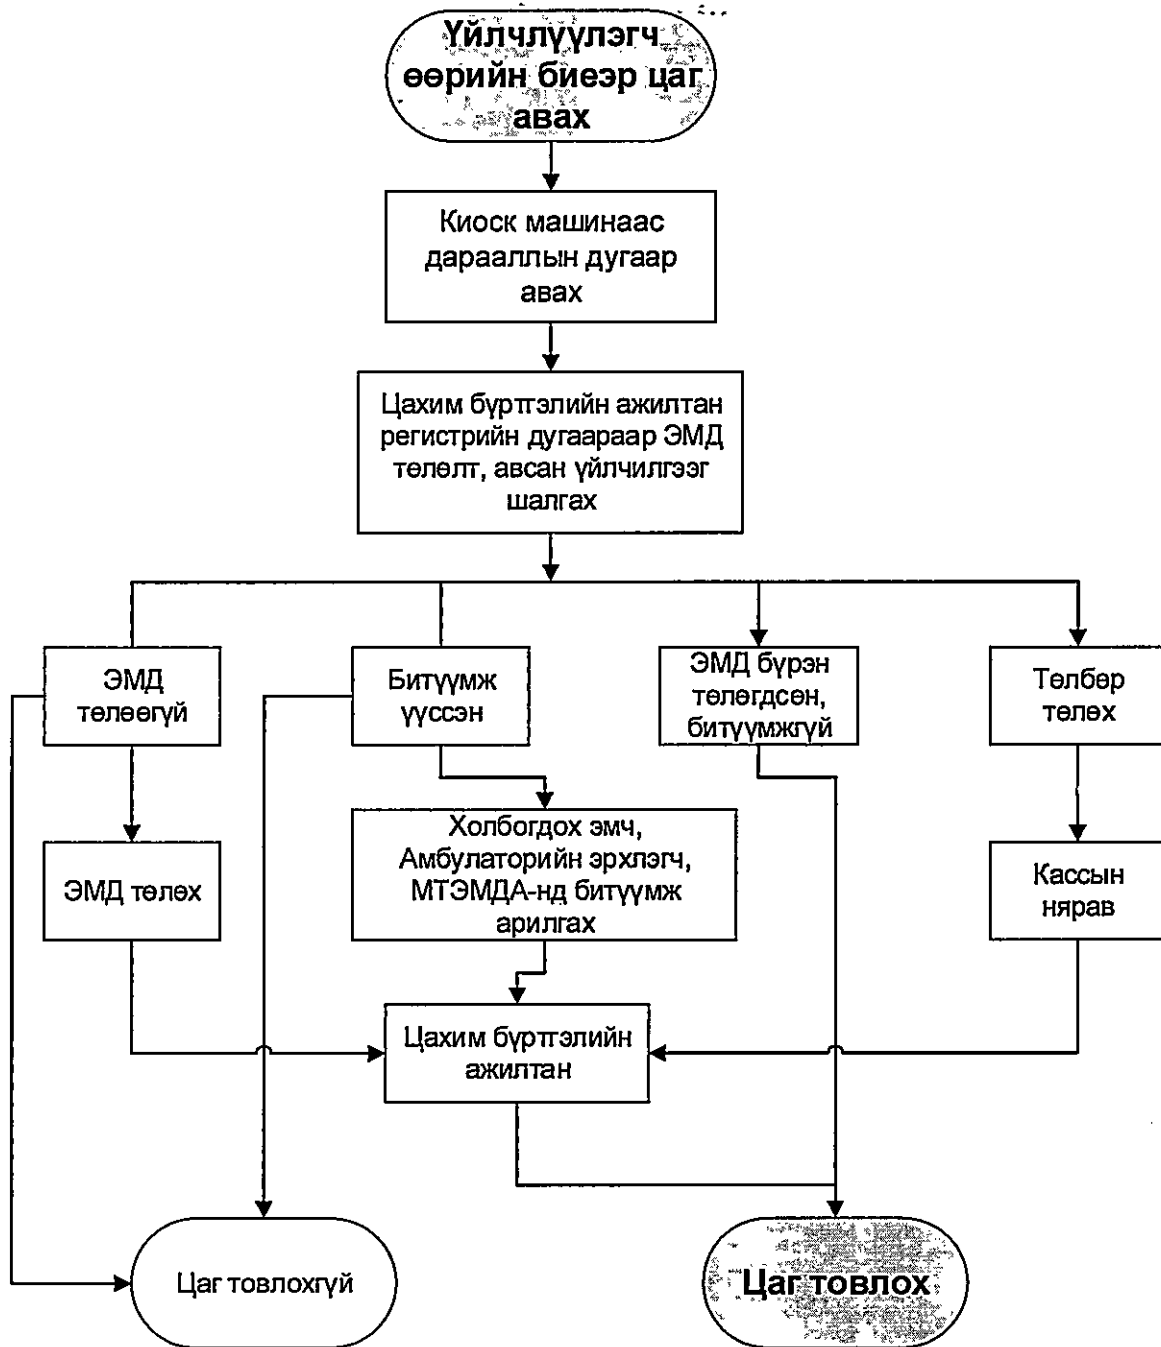 Үйлчлүүлэгч
өөрийн биеэр цаг
авах
Киоск машинаас
дарааллын дугаар
авах
Цахим бүртгэлийн ажилтан
регистрийн дугаараар ЭМД
төлөлт, авсан үйлчилгээг
шалгах
ЭМД
төлөөгүй
Битүүмж
үүссэн
ЭМД бүрэн
төлөгдсөн,
битүүмжгүй
Төлбөр
төлөх
ЭМД төлөх
Холбогдох эмч,
Амбулаторийн эрхлэгч,
МТЭМДА-нд битүүмж
арилгах
Кассын
нярав
Цахим бүртгэлийн
ажилтан
Цаг товлохгүй
Цаг товлох